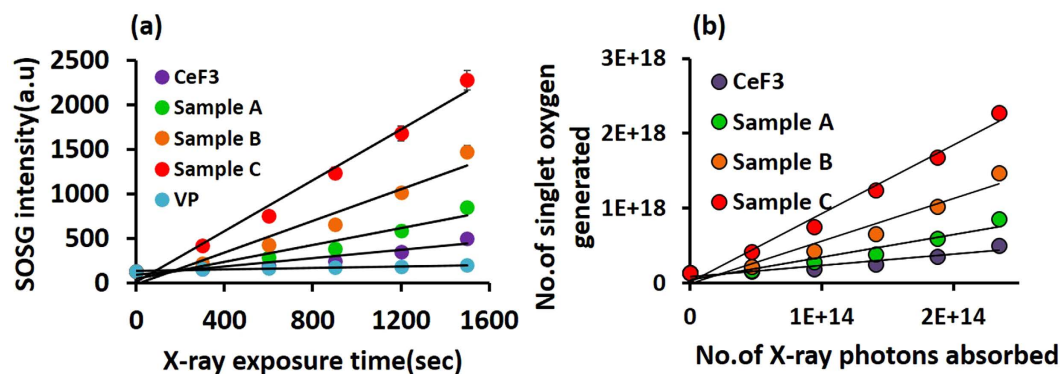 (a)
SOSG intensity(a.u)
2500
2000
1500
1000
500
0
CeF3
Sample A
Sample B
Sample C
VP
0 400 800 1200 1600
X-ray exposure time(sec)
(b)
No.of singlet oxygen
generated
3E+18
2E+18
1E+18
0
CeF3
Sample A
Sample B
Sample C
0 1E+14 2E+14
No.of X-ray photons absorbed